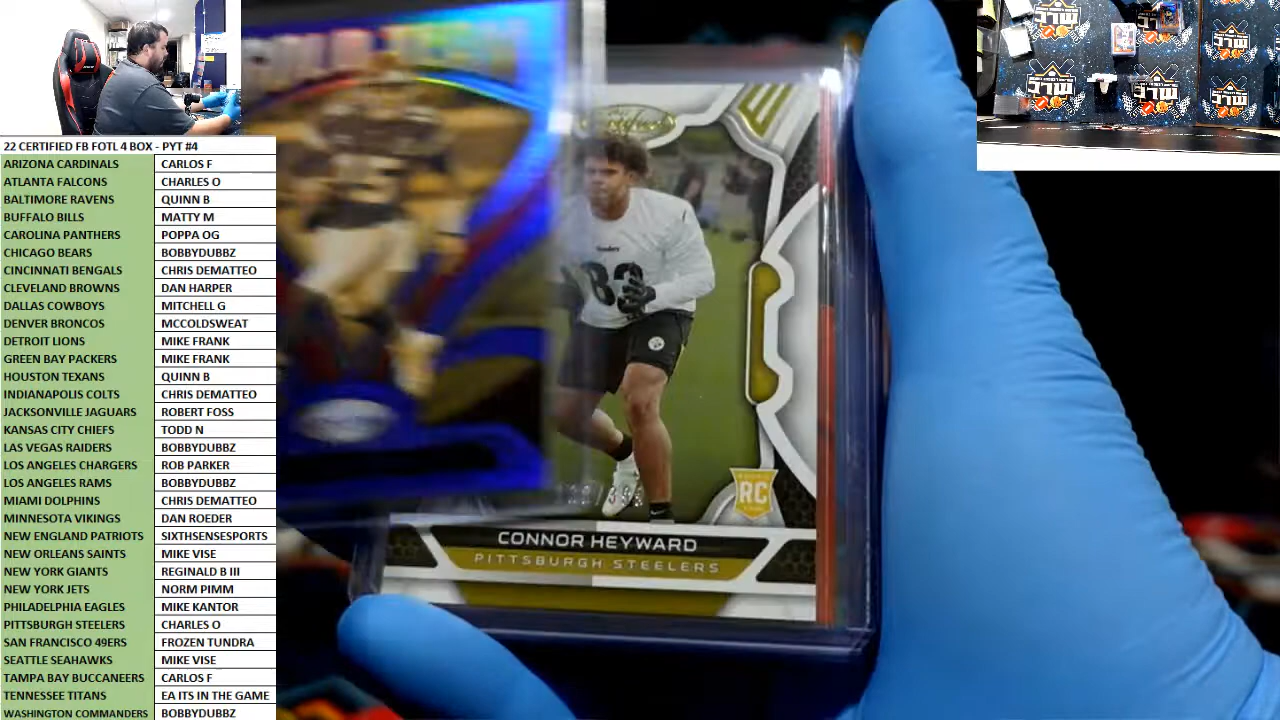 22 CERTIFIED FB FOTL 4 BOX - PYT #4
ARIZONA CARDINALS CARLOS F
ATLANTA FALCONS CHARLES O
BALTIMORE RAVENS QUINN B
BUFFALO BILLS MATTY M
CAROLINA PANTHERS POPPA OG
CHICAGO BEARS BOBBYDUBBZ
CINCINNATI BENGALS CHRIS DEMATTEO
CLEVELAND BROWNS DAN HARPER
DALLAS COWBOYS MITCHELL G
DENVER BRONCOS MCCOLDSWEAT
DETROIT LIONS MIKE FRANK
GREEN BAY PACKERS MIKE FRANK
HOUSTON TEXANS QUINN B
INDIANAPOLIS COLTS CHRIS DEMATTEO
JACKSONVILLE JAGUARS ROBERT FOSS
KANSAS CITY CHIEFS TODD N
LAS VEGAS RAIDERS BOBBYDUBBZ
LOS ANGELES CHARGERS ROB PARKER
LOS ANGELES RAMS BOBBYDUBBZ
MIAMI DOLPHINS CHRIS DEMATTEO
MINNESOTA VIKINGS DAN ROEDER
NEW ENGLAND PATRIOTS SIXTHSENSESPORTS
NEW ORLEANS SAINTS MIKE VISE
NEW YORK GIANTS REGINALD B III
NEW YORK JETS NORM PIMM
PHILADELPHIA EAGLES MIKE KANTOR
PITTSBURGH STEELERS CHARLES O
SAN FRANCISCO 49ERS FROZEN TUNDRA
SEATTLE SEAHAWKS MIKE VISE
TAMPA BAY BUCCANEERS CARLOS F
TENNESSEE TITANS EA ITS IN THE GAME
WASHINGTON COMMANDERS BOBBYDUBBZ
83
RC
CONNOR HEYWARD
PITTSBURGH STEELERS